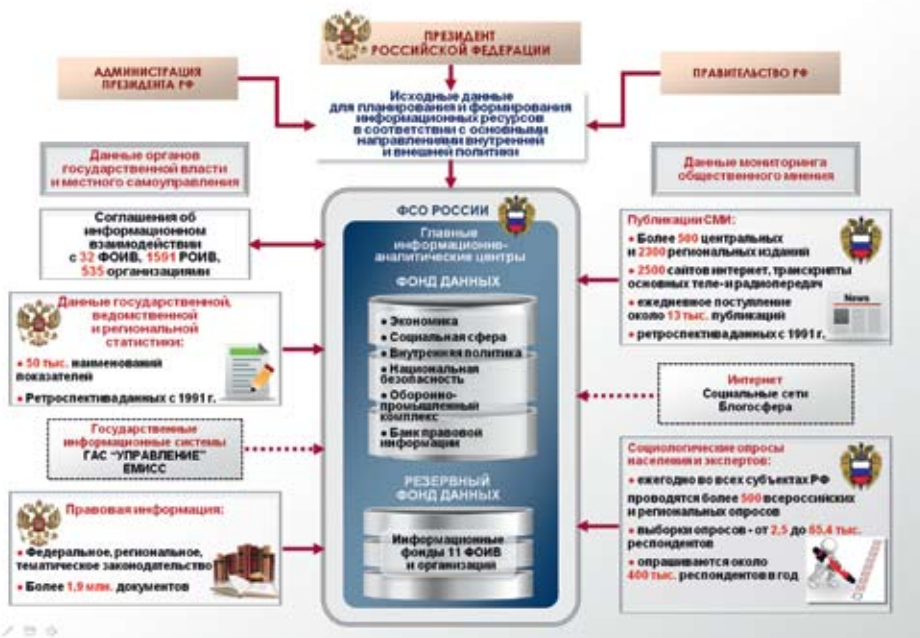 ПРЕЗИДЕНТ
РОССИЙСКОЙ ФЕДЕРАЦИИ
АДМИНИСТРАЦИЯ
ПРЕЗИДЕНТА РФ
ПРАВИТЕЛЬСТВО РФ
Исходные данные
для планирования и формирования
информационных ресурсов
в соответствии с основными
направлениями внутренней
и внешней политики
Данные органов
государственной власти
и местного самоуправления
Соглашения об
информационном
взаимодействии
с 32 ФОИВ, 1591 РОИВ,
535 организациями
Данные государственной,
ведомственной
и региональной
статистики:
• 50 тыс. наименований
показателей
• Ретроспектива данных с 1991 г.
Государственные
информационные системы
ГАС "УПРАВЛЕНИЕ"
ЕМИСС
Правовая информация:
• Федеральное, региональное,
тематическое законодательство
• Более 1,9 млн. документов
ФСО РОССИИ
Главные
информационно-
аналитические центры
ФОНД ДАННЫХ
• Экономика
• Социальная сфера
• Внутренняя политика
• Национальная
безопасность
• Оборонно-
промышленный
комплекс
• Банк правовой
информации
РЕЗЕРВНЫЙ
ФОНД ДАННЫХ
Информационные
фонды 11 ФОИВ
и организаций
Данные мониторинга
общественного мнения
Публикации СМИ:
• Более 500 центральных
и 2300 региональных изданий
• 2500 сайтов интернет, транскрипты
основных теле- и радиопередач
• ежедневное поступление
около 13 тыс. публикаций
• ретроспектива данных с 1991 г.
News
Интернет
Социальные сети
Блогосфера
Социологические опросы
населения и экспертов:
• ежегодно во всех субъектах РФ
проводятся более 500 всероссийских
и региональных опросов
• выборки опросов - от 2,5 до 65,4 тыс.
респондентов
• опрашиваются около
400 тыс. респондентов в год